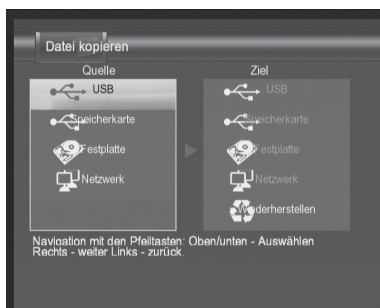 Datei kopieren
Quelle Ziel
USB USB
Speicherkarte Speicherkarte
Festplatte Festplatte
Netzwerk Netzwerk
Wiederherstellen
Navigation mit den Pfeiltasten: Oben/unten - Auswählen
Rechts - weiter Links - zurück.